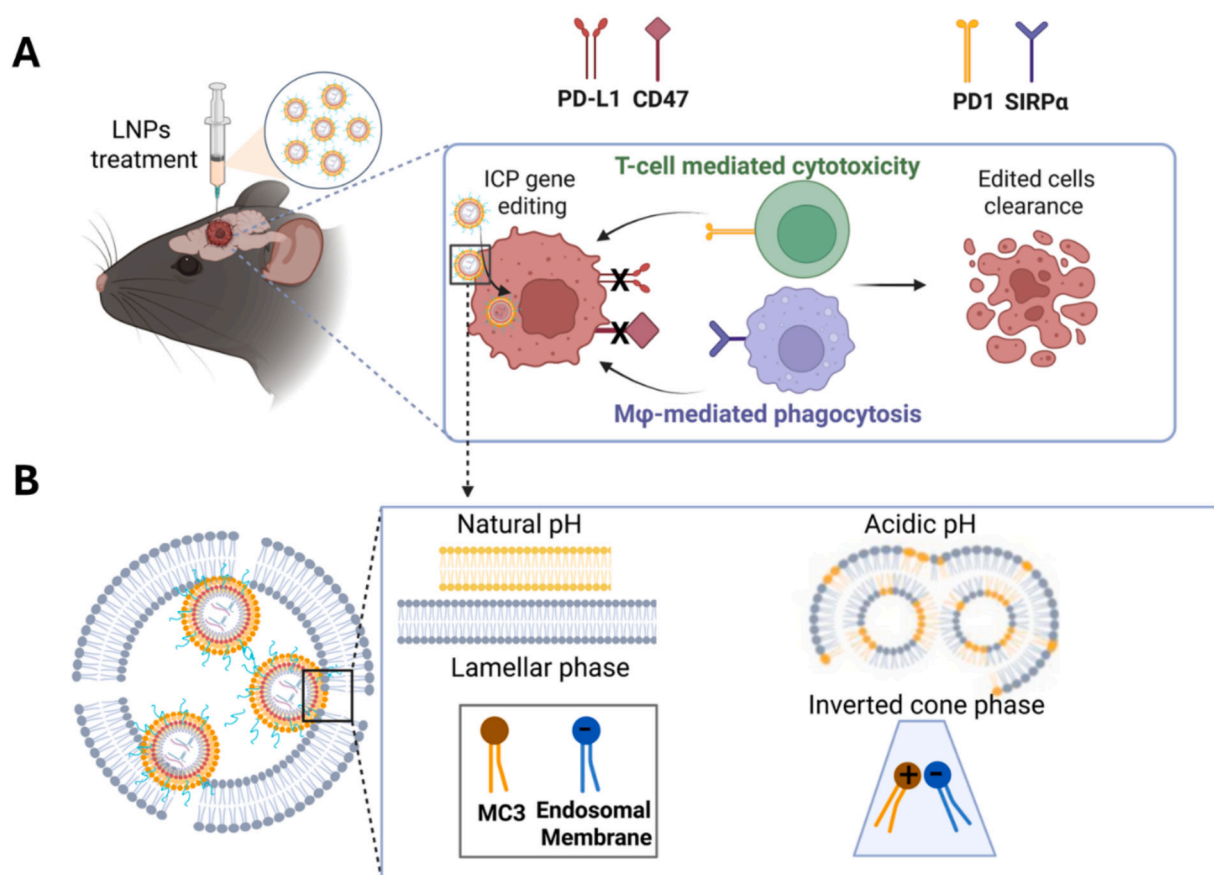 A
PD-L1 CD47
PD1 SIRPα
LNPs
treatment
ICP gene
editing
T-cell mediated cytotoxicity
Edited cells
clearance
X
X
Mφ-mediated phagocytosis
B
Natural pH
Acidic pH
Lamellar phase
Inverted cone phase
-
MC3 Endosomal
Membrane
+ -